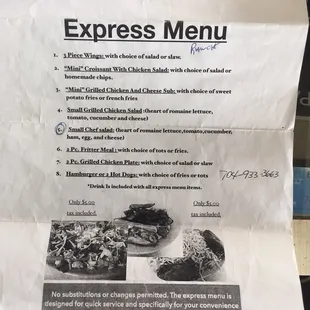 Express Menu
1. 3 Piece Wings: with choice of salad or slaw.
2. "Mini" Croissant With Chicken Salad: with choice of salad or
homemade chips.
3. "Mini" Grilled Chicken And Cheese Sub: with choice of sweet
potato fries or french fries
4. Small Grilled Chicken Salad :(heart of romaine lettuce,
tomato, cucumber and cheese)
5. Small Chef salad: (heart of romaine lettuce,tomato,cucumber,
ham, egg, and cheese)
6. 2 Pc. Fritter Meal : with choice of tots or fries.
7. 2 Pc. Grilled Chicken Plate: with choice of salad or slaw
8. Hamburger or 2 Hot Dogs: with choice of fries or tots
704-933-3663
*Drink Is included with all express menu items.
Only $5.00
tax included.
Only $5.00
tax included.
No substitutions or changes permitted. The express menu is
designed for quick service and specifically for your convenience